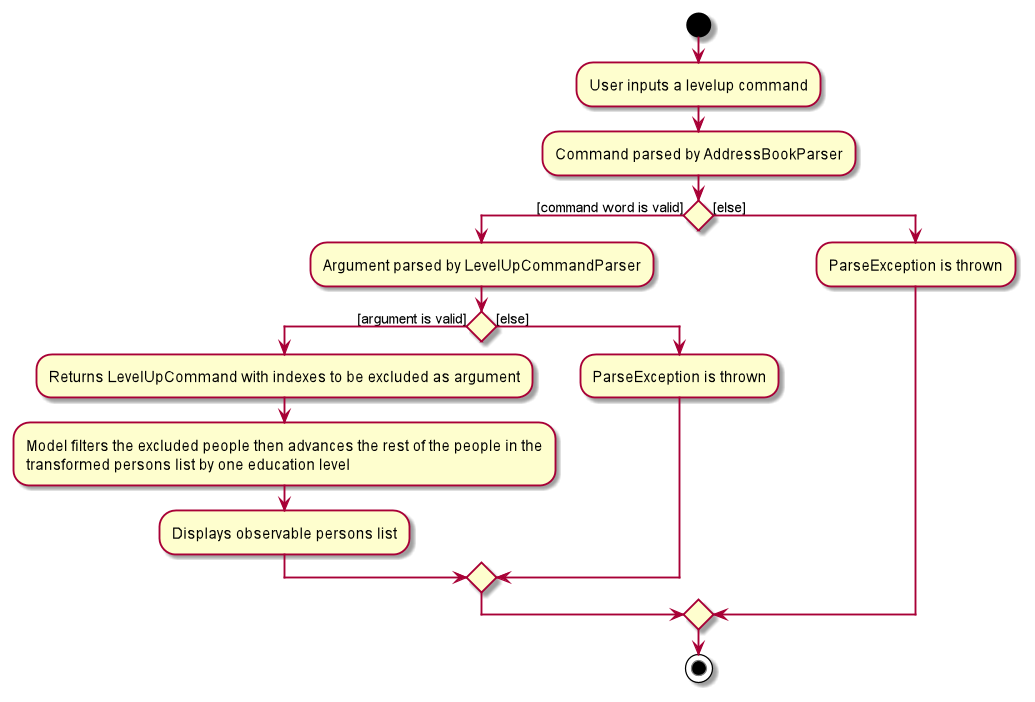 User inputs a levelup command
Command parsed by AddressBookParser
[command word is valid]
[else]
Argument parsed by LevelUpCommandParser
ParseException is thrown
[argument is valid]
[else]
Returns LevelUpCommand with indexes to be excluded as argument
ParseException is thrown
Model filters the excluded people then advances the rest of the people in the
transformed persons list by one education level
Displays observable persons list